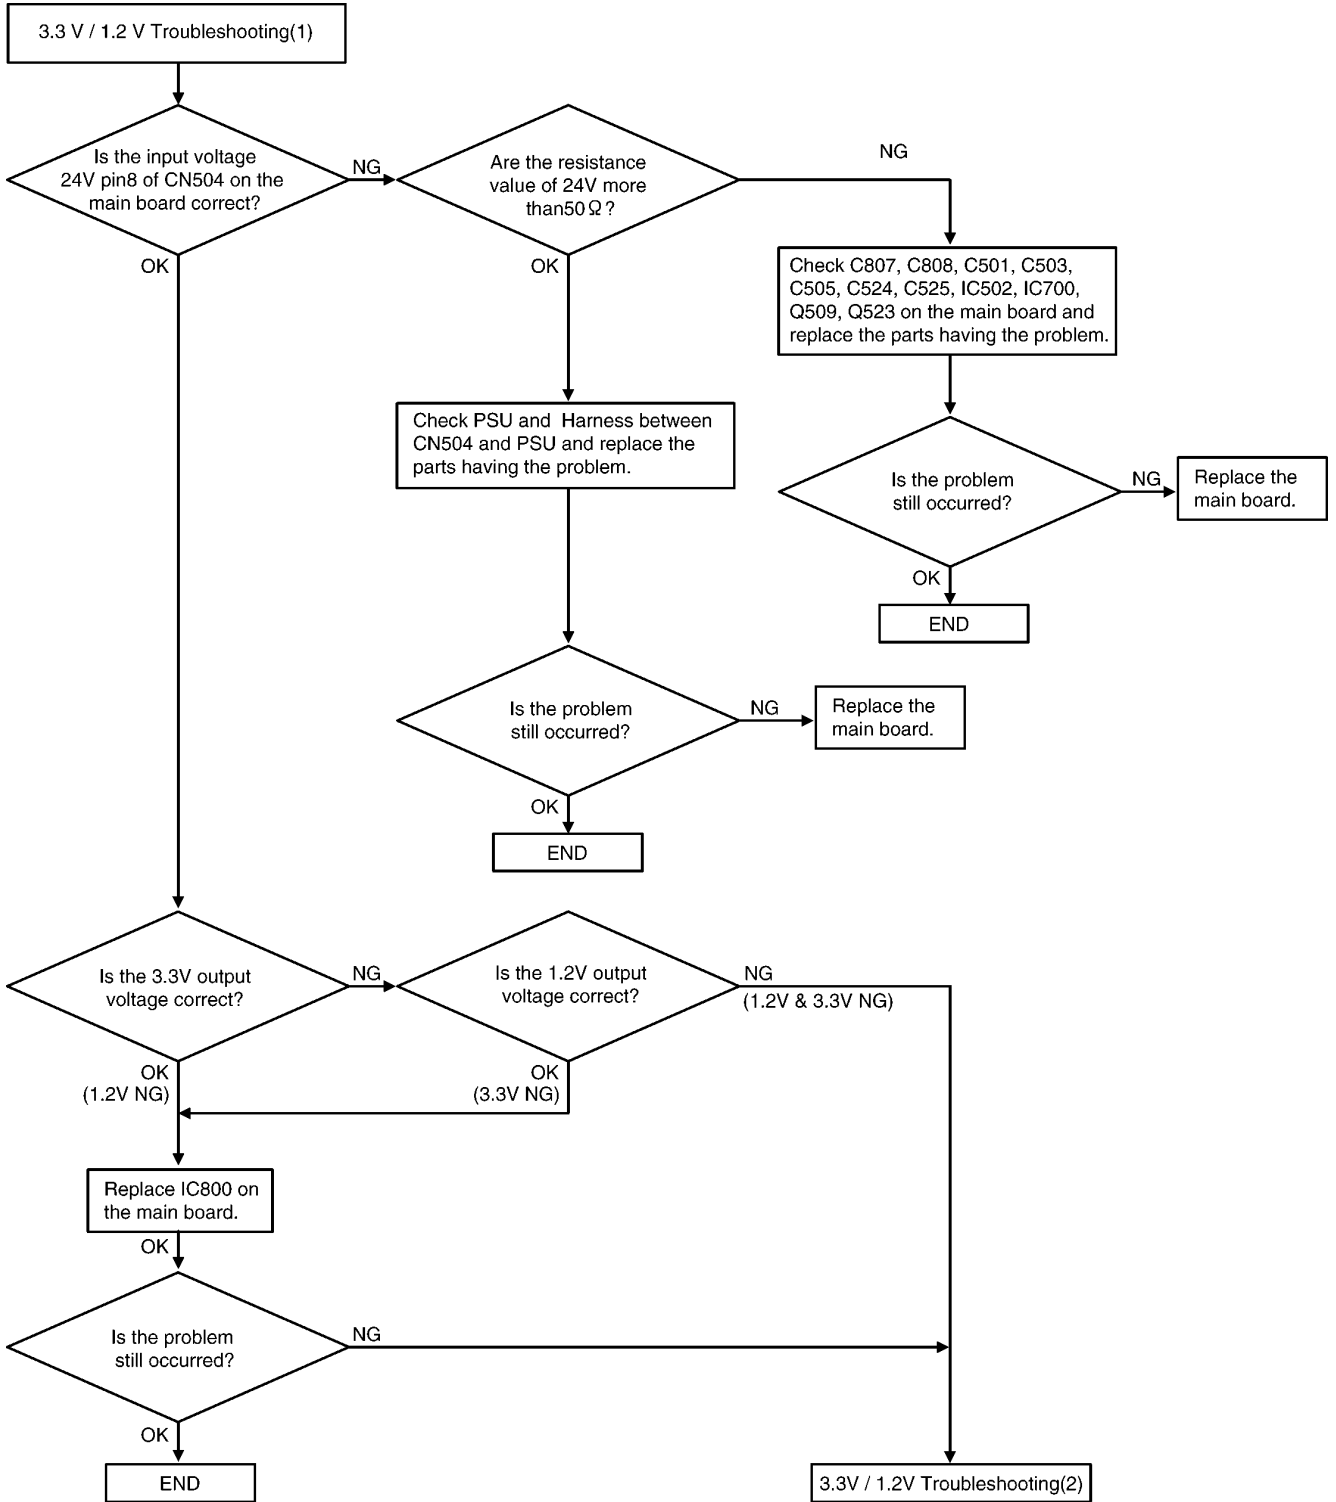 3.3 V / 1.2 V Troubleshooting(1)
Is the input voltage
24V pin8 of CN504 on the
main board correct?
NG
OK
Are the resistance
value of 24V more
than50Ω?
NG
OK
Check C807, C808, C501, C503,
C505, C524, C525, IC502, IC700,
Q509, Q523 on the main board and
replace the parts having the problem.
Check PSU and Harness between
CN504 and PSU and replace the
parts having the problem.
Is the problem
still occurred?
NG
Replace the
main board.
OK
END
Is the problem
still occurred?
NG
Replace the
main board.
OK
END
Is the 3.3V output
voltage correct?
NG
OK
(1.2V NG)
Is the 1.2V output
voltage correct?
NG
(1.2V & 3.3V NG)
OK
(3.3V NG)
Replace IC800 on
the main board.
OK
Is the problem
still occurred?
NG
OK
END
3.3V / 1.2V Troubleshooting(2)